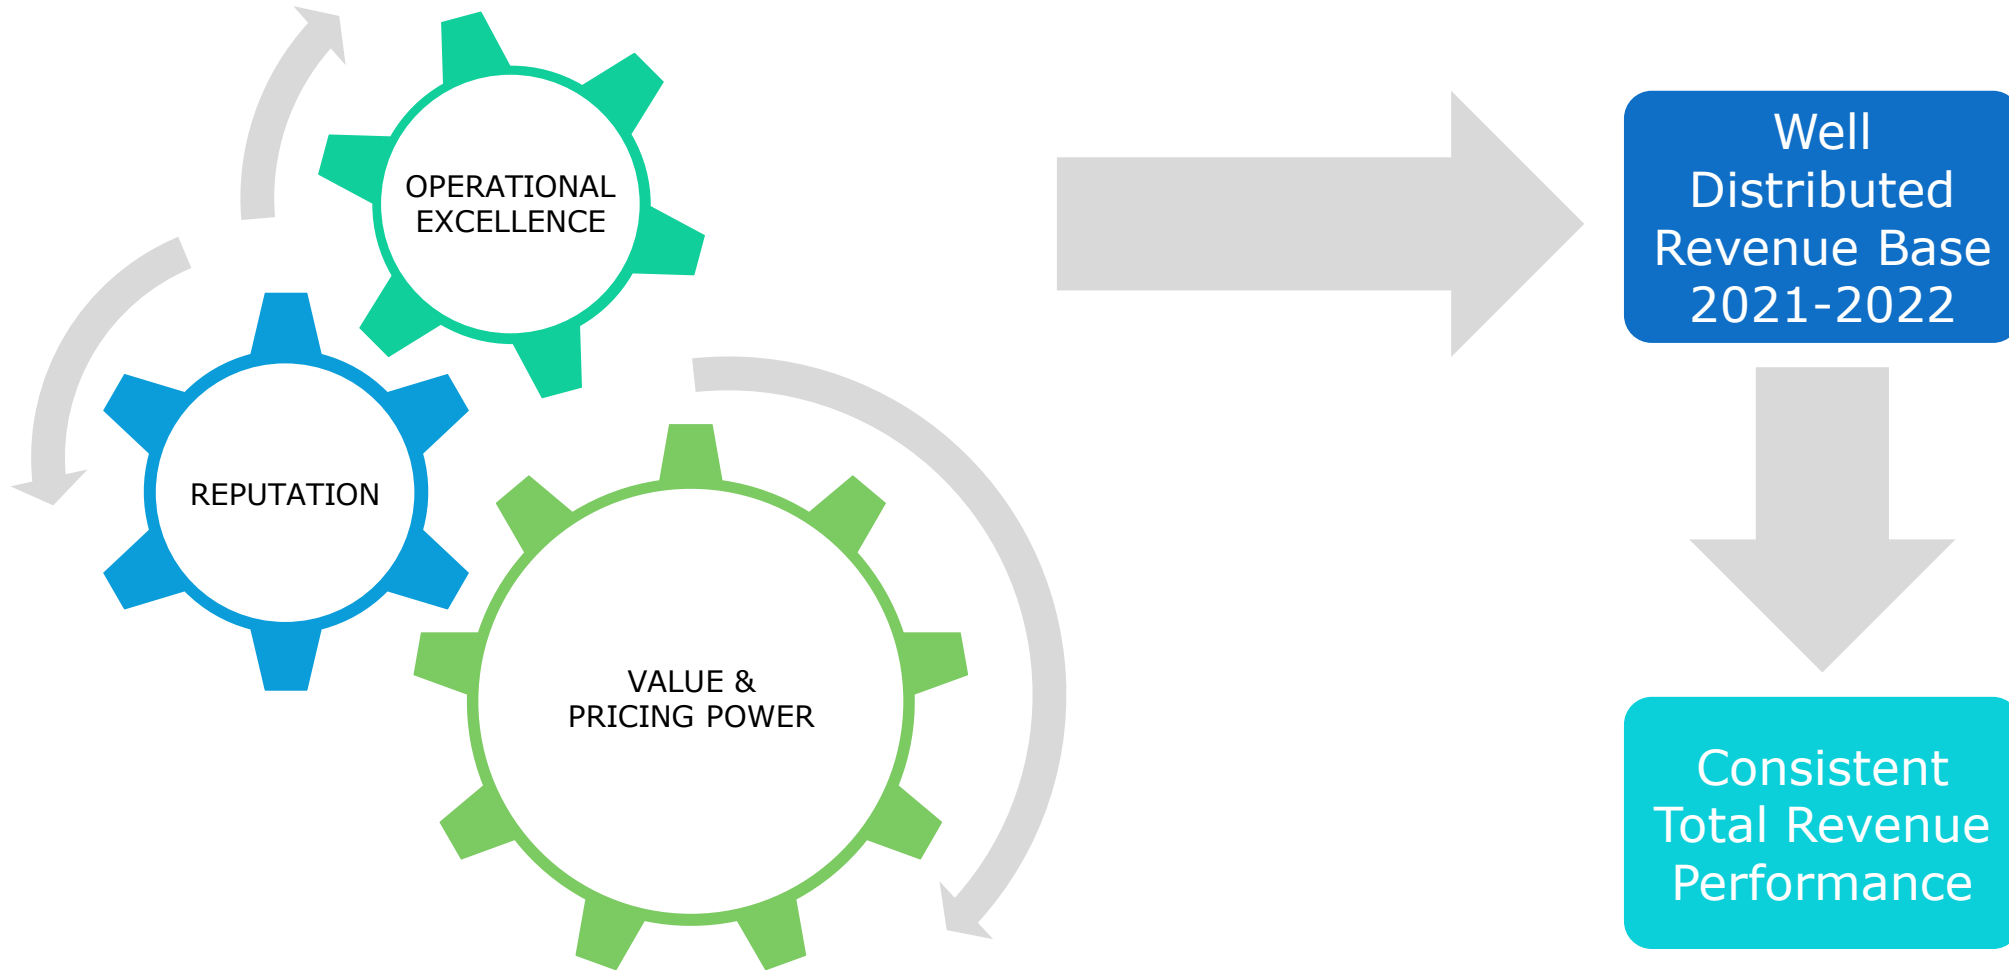 OPERATIONAL
EXCELLENCE
REPUTATION
VALUE &
PRICING POWER
Well
Distributed
Revenue Base
2021-2022
Consistent
Total Revenue
Performance